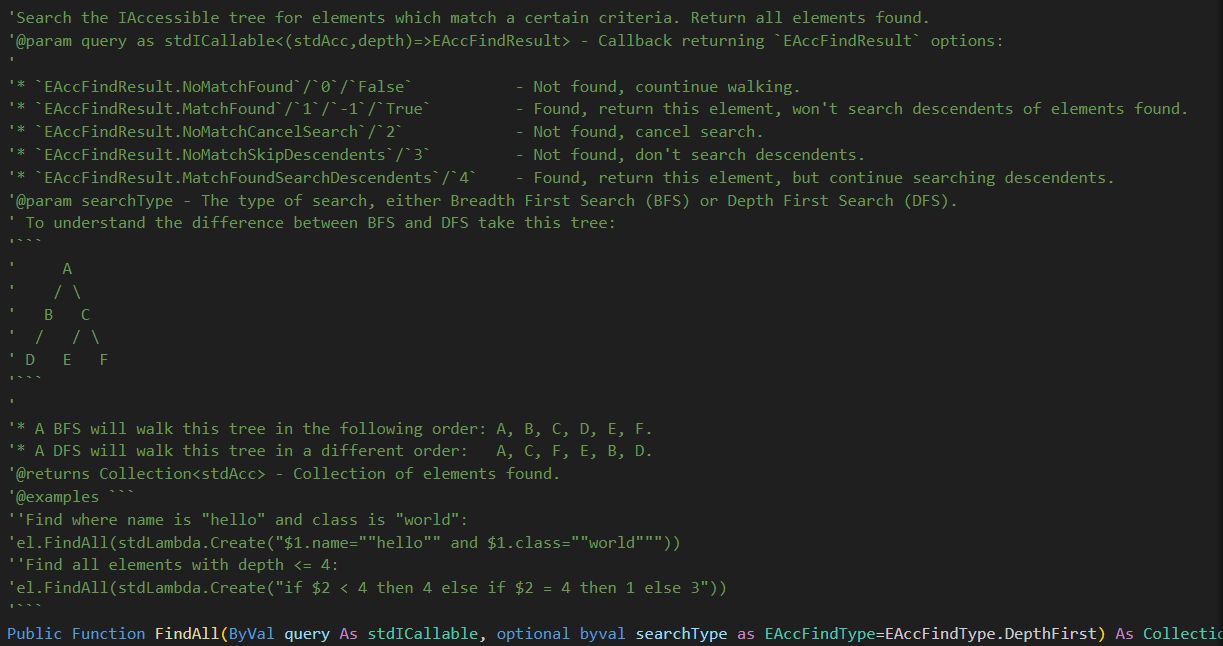 'Search the IAccessible tree for elements which match a certain criteria. Return all elements found.
'@param query as stdICallable<(stdAcc,depth)=>EAccFindResult> - Callback returning `EAccFindResult` options:
'
'* `EAccFindResult.NoMatchFound`/`0`/`False`           - Not found, countinue walking.
'* `EAccFindResult.MatchFound`/`1`/`-1`/`True`         - Found, return this element, won't search descendents of elements found.
'* `EAccFindResult.NoMatchCancelSearch`/`2`            - Not found, cancel search.
'* `EAccFindResult.NoMatchSkipDescendents`/`3`         - Not found, don't search descendents.
'* `EAccFindResult.MatchFoundSearchDescendents`/`4`    - Found, return this element, but continue searching descendents.
'@param searchType - The type of search, either Breadth First Search (BFS) or Depth First Search (DFS).
' To understand the difference between BFS and DFS take this tree:
'```
'     A
'    / \
'   B   C
'  /   / \
' D   E   F
'```
'
'* A BFS will walk this tree in the following order: A, B, C, D, E, F.
'* A DFS will walk this tree in a different order:   A, C, F, E, B, D.
'@returns Collection<stdAcc> - Collection of elements found.
'@examples ```
''Find where name is "hello" and class is "world":
'el.FindAll(stdLambda.Create("$1.name=""hello"" and $1.class=""world"""))
''Find all elements with depth <= 4:
'el.FindAll(stdLambda.Create("if $2 < 4 then 4 else if $2 = 4 then 1 else 3"))
'```
Public Function FindAll(ByVal query As stdICallable, optional byval searchType as EAccFindType=EAccFindType.DepthFirst) As